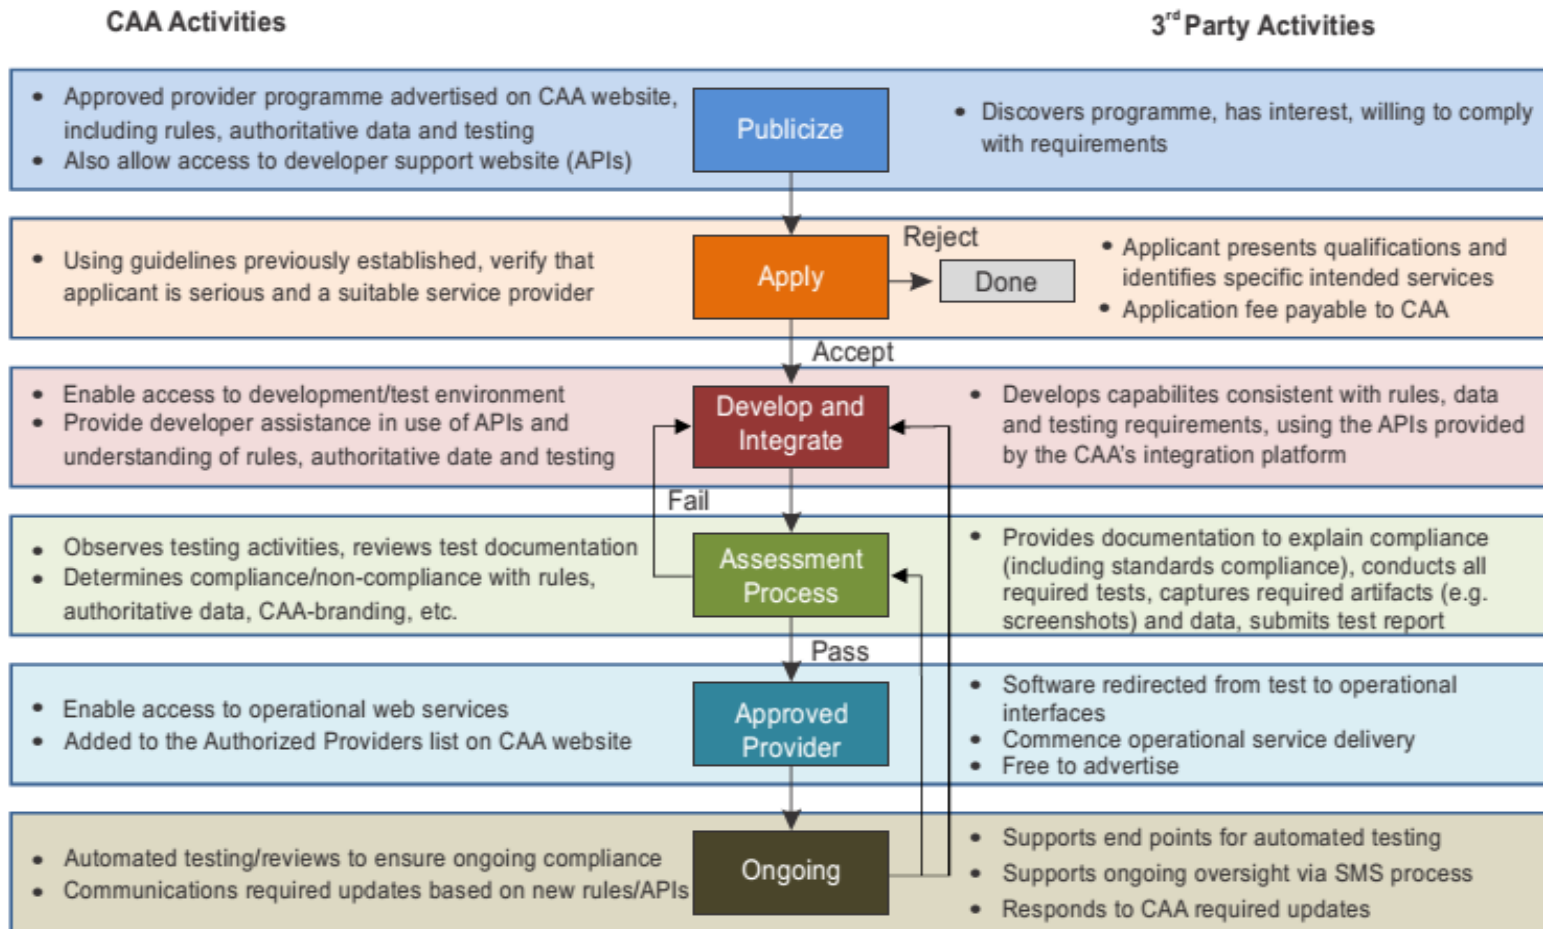 CAA Activities
3rd Party Activities
• Approved provider programme advertised on CAA website,
including rules, authoritative data and testing
• Also allow access to developer support website (APIs)
Publicize
• Discovers programme, has interest, willing to comply
with requirements
• Using guidelines previously established, verify that
applicant is serious and a suitable service provider
Apply
Reject
Done
• Applicant presents qualifications and
identifies specific intended services
• Application fee payable to CAA
Accept
• Enable access to development/test environment
• Provide developer assistance in use of APIs and
understanding of rules, authoritative date and testing
Develop and
Integrate
• Develops capabilites consistent with rules, data
and testing requirements, using the APIs provided
by the CAA's integration platform
Fail
• Observes testing activities, reviews test documentation
• Determines compliance/non-compliance with rules,
authoritative data, CAA-branding, etc.
Assessment
Process
• Provides documentation to explain compliance
(including standards compliance), conducts all
required tests, captures required artifacts (e.g.
screenshots) and data, submits test report
Pass
• Enable access to operational web services
• Added to the Authorized Providers list on CAA website
Approved
Provider
• Software redirected from test to operational
interfaces
• Commence operational service delivery
• Free to advertise
• Automated testing/reviews to ensure ongoing compliance
• Communications required updates based on new rules/APIs
Ongoing
• Supports end points for automated testing
• Supports ongoing oversight via SMS process
• Responds to CAA required updates